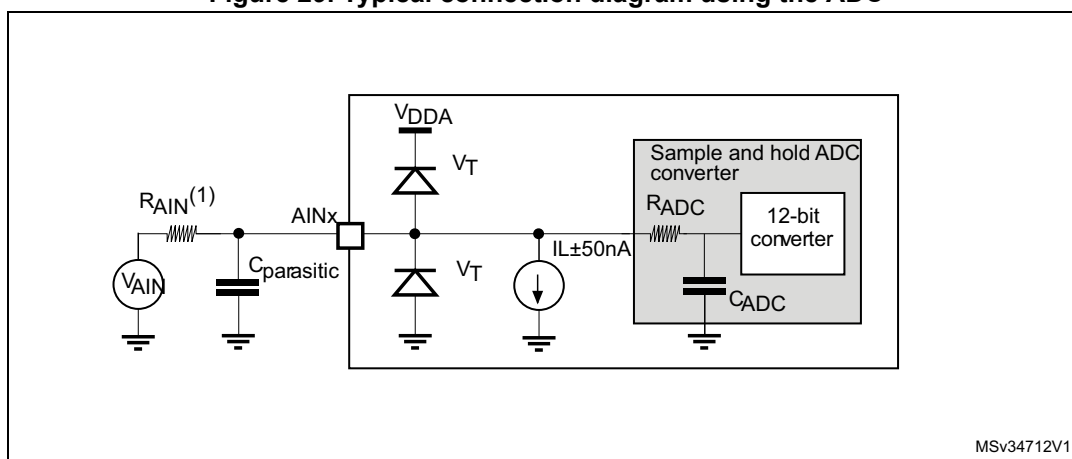 Figure 29. Typical connection diagram using the ADC
VDDA
VT
Sample and hold ADC
converter
RAIN(1)
AINx
RADC
12-bit
converter
IL±50nA
VAIN
Cparasitic
VT
CADC
MSv34712V1